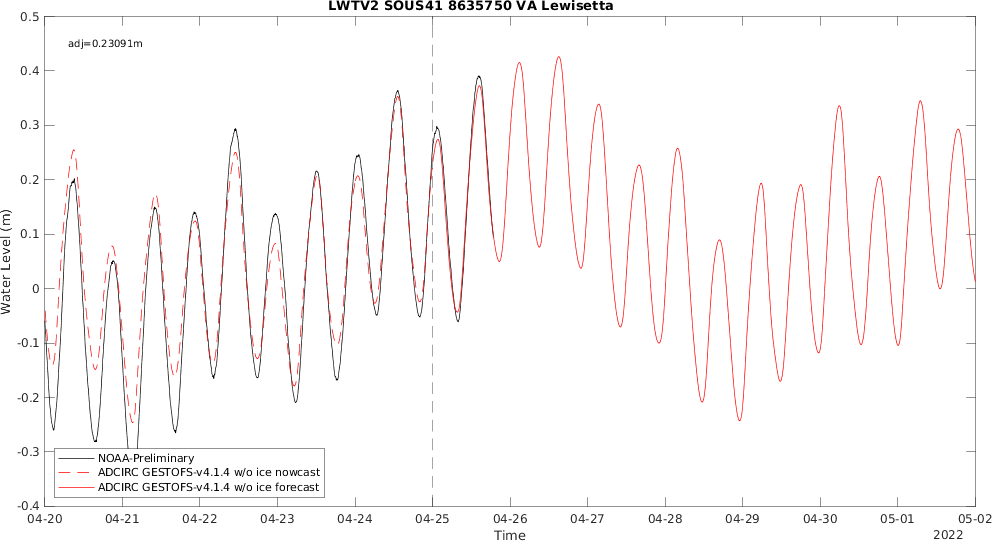 LWTV2 SOUS41 8635750 VA Lewisetta
adj=0.23091m
Water Level (m)
0.5
0.4
0.3
0.2
0.1
0
-0.1
-0.2
-0.3
-0.4
NOAA-Preliminary
ADCIRC GESTOFS-v4.1.4 w/o ice nowcast
ADCIRC GESTOFS-v4.1.4 w/o ice forecast
04-20 04-21 04-22 04-23 04-24 04-25 04-26 04-27 04-28 04-29 04-30 05-01 05-02
Time
2022